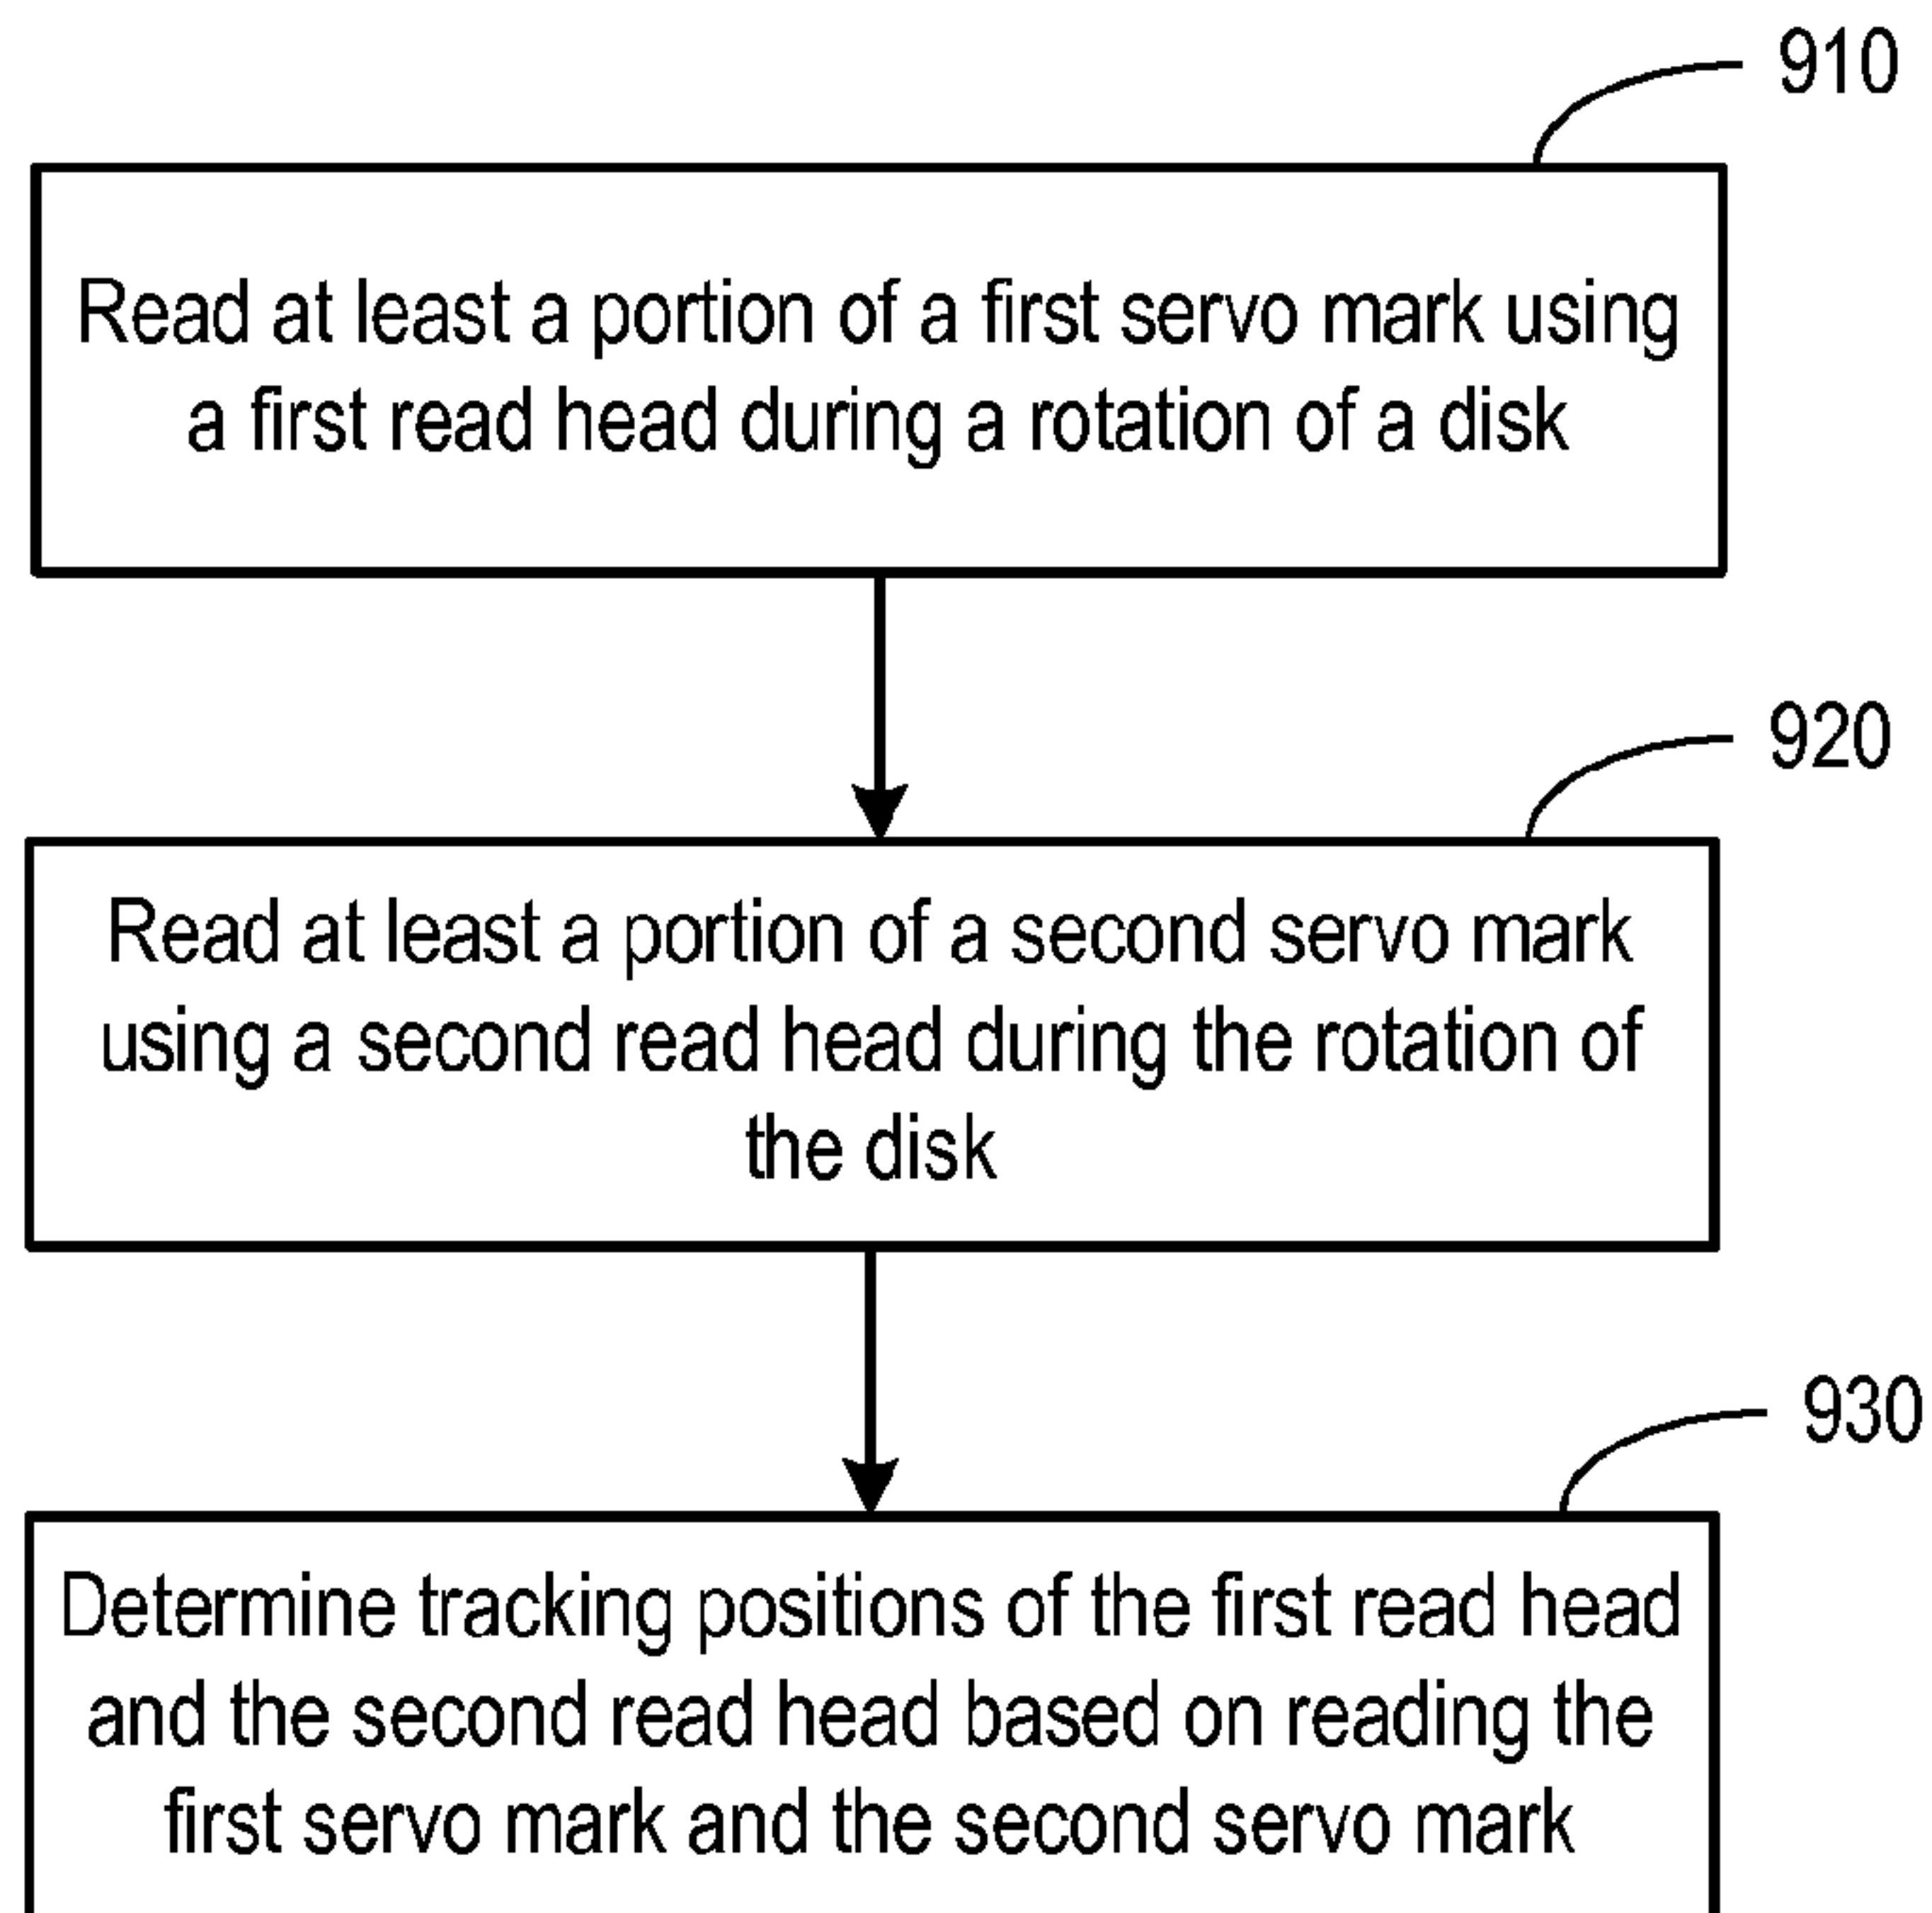 910
Read at least a portion of a first servo mark using
a first read head during a rotation of a disk
920
Read at least a portion of a second servo mark
using a second read head during the rotation of
the disk
930
Determine tracking positions of the first read head
and the second read head based on reading the
first servo mark and the second servo mark